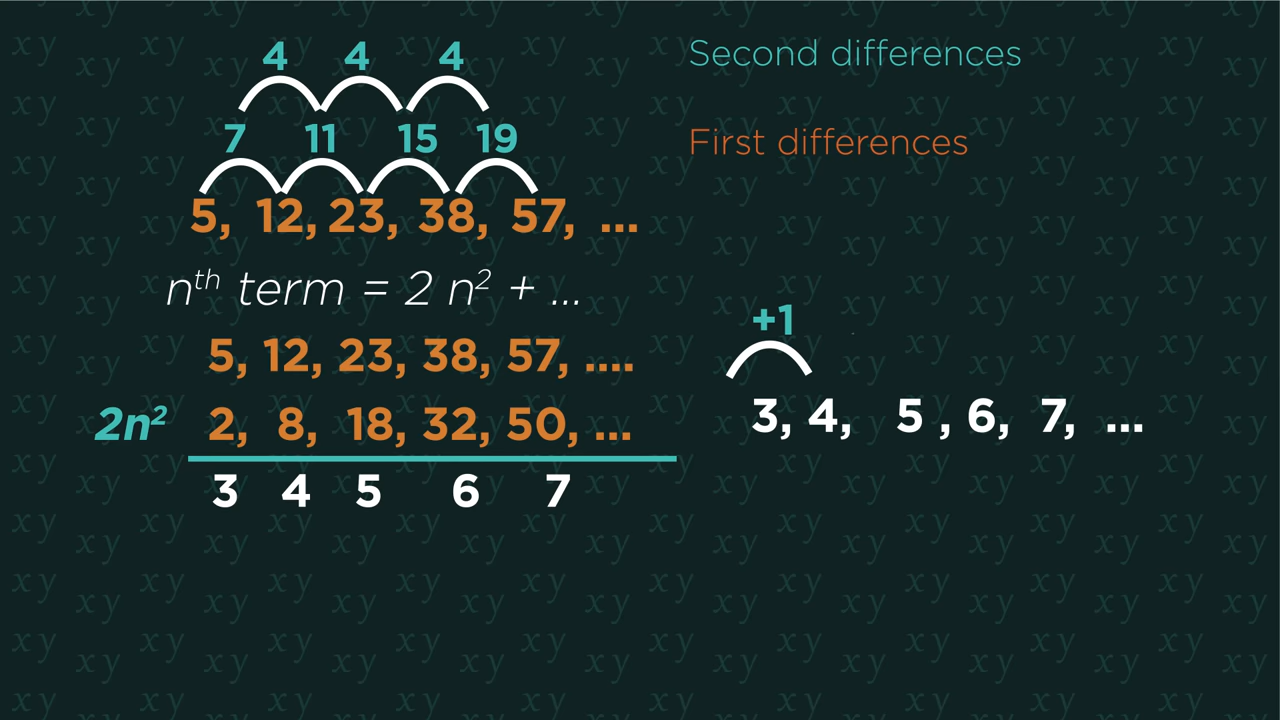 4 4 4
Second differences
7 11 15 19
First differences
5, 12, 23, 38, 57, ...
nth term = 2 n² + ...
+1
5, 12, 23, 38, 57, ....
2n² 2, 8, 18, 32, 50, ...
3, 4, 5 , 6, 7, ...
3 4 5 6 7